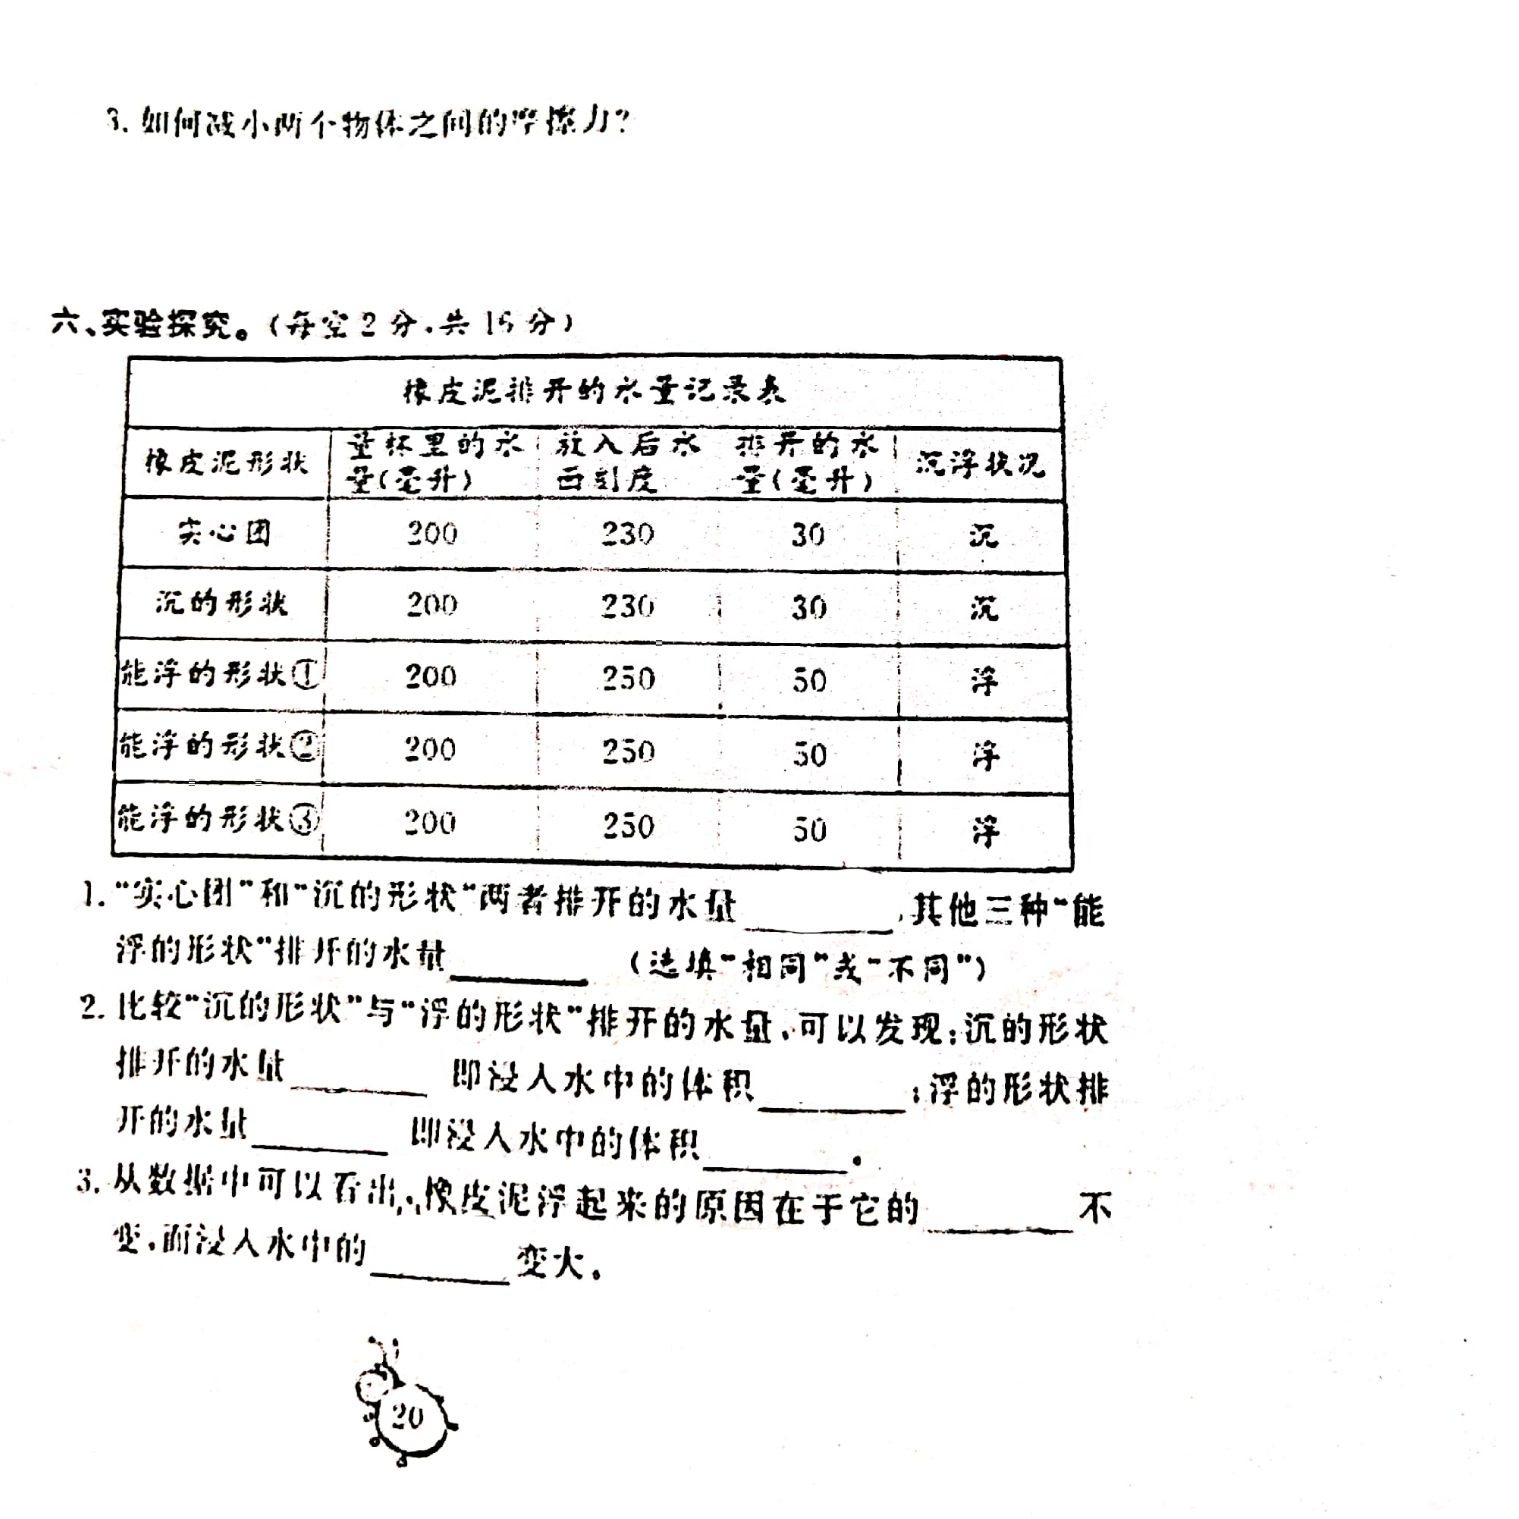 3. 如何减小两个物体之间的摩擦力?
六、实验探究。(每空2分,共16分)
橡皮泥排开的水量记录表
橡皮泥形状 量杯里的水量(毫升) 放入后水面刻度 排开的水量(毫升) 沉浮状况
实心团 200 230 30 沉
沉的形状 200 230 30 沉
能浮的形状① 200 250 50 浮
能浮的形状② 200 250 50 浮
能浮的形状③ 200 250 50 浮
1. “实心团”和“沉的形状”两者排开的水量________,其他三种“能
浮的形状”排开的水量________ (选填“相同”或“不同”)
2. 比较“沉的形状”与“浮的形状”排开的水量,可以发现:沉的形状
排开的水量________ 即浸入水中的体积________;浮的形状排
开的水量________ 即浸入水中的体积________。
3. 从数据中可以看出,橡皮泥浮起来的原因在于它的________不
变,而浸入水中的________变大。
20